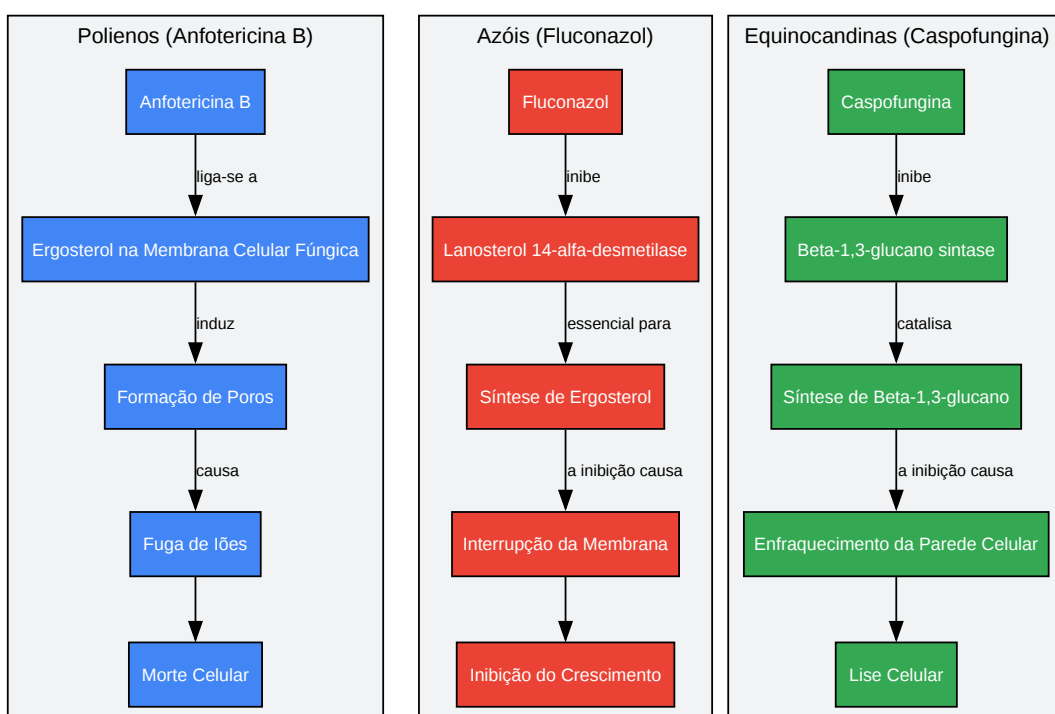 Polienos (Anfotericina B)
Anfotericina B
liga-se a
Ergosterol na Membrana Celular Fúngica
induz
Formação de Poros
causa
Fuga de Iões
Morte Celular
Azóis (Fluconazol)
Fluconazol
inibe
Lanosterol 14-alfa-desmetilase
essencial para
Síntese de Ergosterol
a inibição causa
Interrupção da Membrana
Inibição do Crescimento
Equinocandinas (Caspofungina)
Caspofungina
inibe
Beta-1,3-glucano sintase
catalisa
Síntese de Beta-1,3-glucano
a inibição causa
Enfraquecimento da Parede Celular
Lise Celular